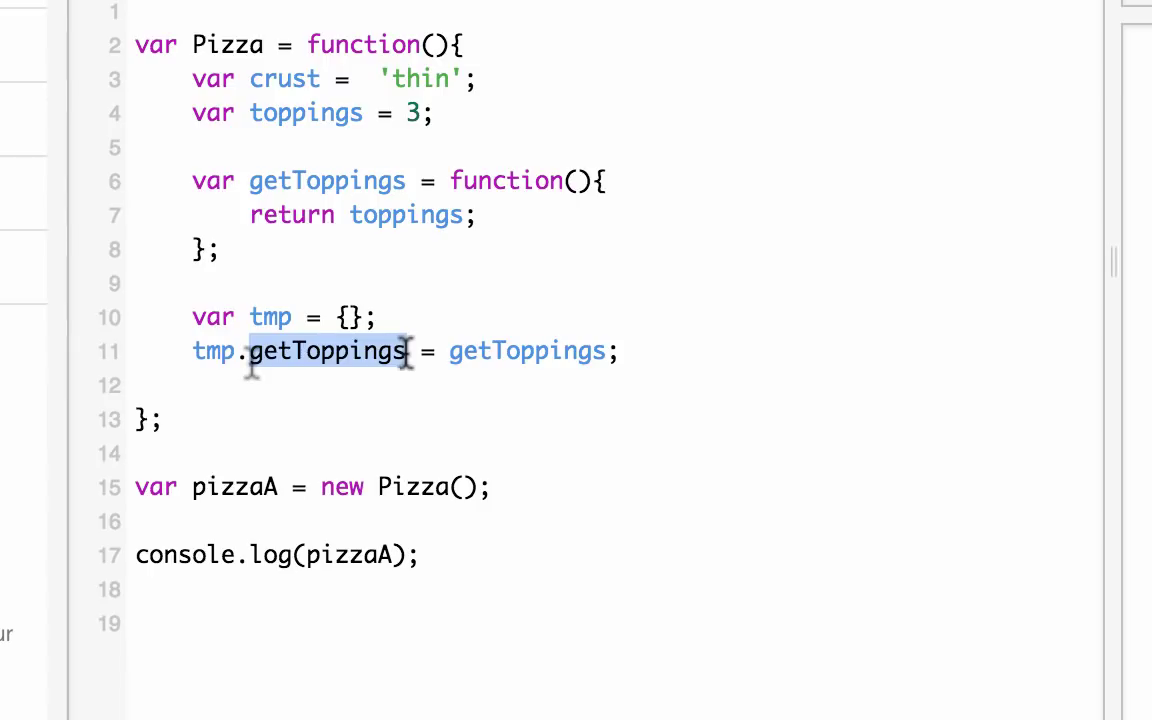 1
2 var Pizza = function(){
3     var crust =  'thin';
4     var toppings = 3;
5
6     var getToppings = function(){
7         return toppings;
8     };
9
10     var tmp = {};
11     tmp.getToppings = getToppings;
12
13 };
14
15 var pizzaA = new Pizza();
16
17 console.log(pizzaA);
18
19
ur